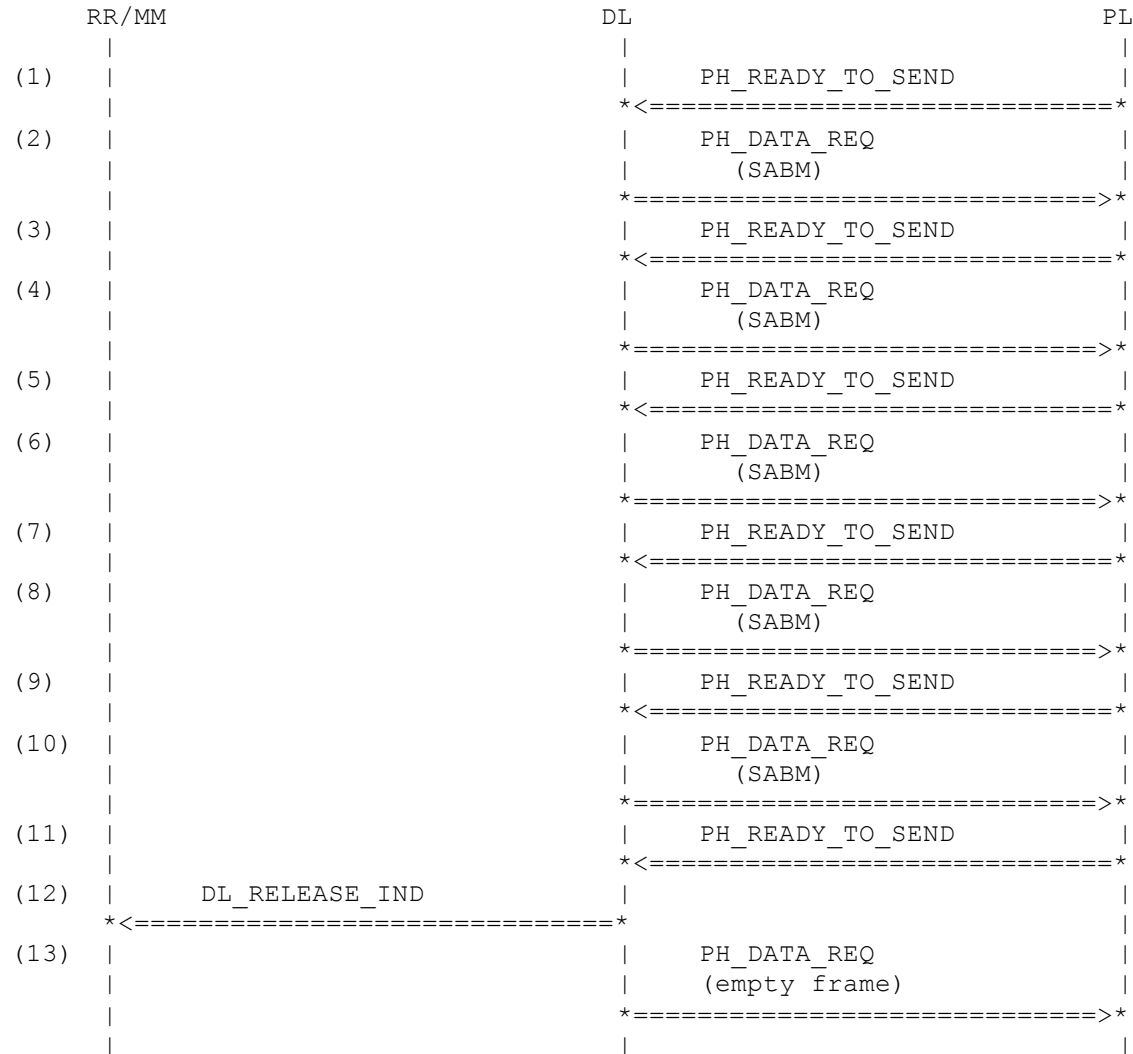 RR/MM DL PL
| | |
(1) | | PH_READY_TO_SEND |
| *<=============================*
(2) | | PH_DATA_REQ |
| | (SABM) |
| *=============================>*
(3) | | PH_READY_TO_SEND |
| *<=============================*
(4) | | PH_DATA_REQ |
| | (SABM) |
| *=============================>*
(5) | | PH_READY_TO_SEND |
| *<=============================*
(6) | | PH_DATA_REQ |
| | (SABM) |
| *=============================>*
(7) | | PH_READY_TO_SEND |
| *<=============================*
(8) | | PH_DATA_REQ |
| | (SABM) |
| *=============================>*
(9) | | PH_READY_TO_SEND |
| *<=============================*
(10) | | PH_DATA_REQ |
| | (SABM) |
| *=============================>*
(11) | | PH_READY_TO_SEND |
| *<=============================*
(12) | DL_RELEASE_IND | |
*<==============================* |
(13) | | PH_DATA_REQ |
| | (empty frame) |
| *=============================>*
| | |